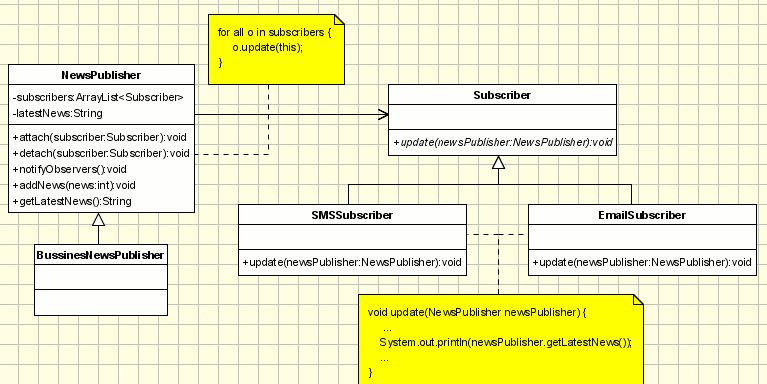 for all o in subscribers {
o.update(this);
}
NewsPublisher
-subscribers:ArrayList<Subscriber>
-latestNews:String
+attach(subscriber:Subscriber):void
+detach(subscriber:Subscriber):void
+notifyObservers():void
+addNews(news:int):void
+getLatestNews():String
Subscriber
+update(newsPublisher:NewsPublisher):void
BussinesNewsPublisher
SMSSubscriber
+update(newsPublisher:NewsPublisher):void
EmailSubscriber
+update(newsPublisher:NewsPublisher):void
void update(NewsPublisher newsPublisher) {
...
System.out.println(newsPublisher.getLatestNews());
...
}